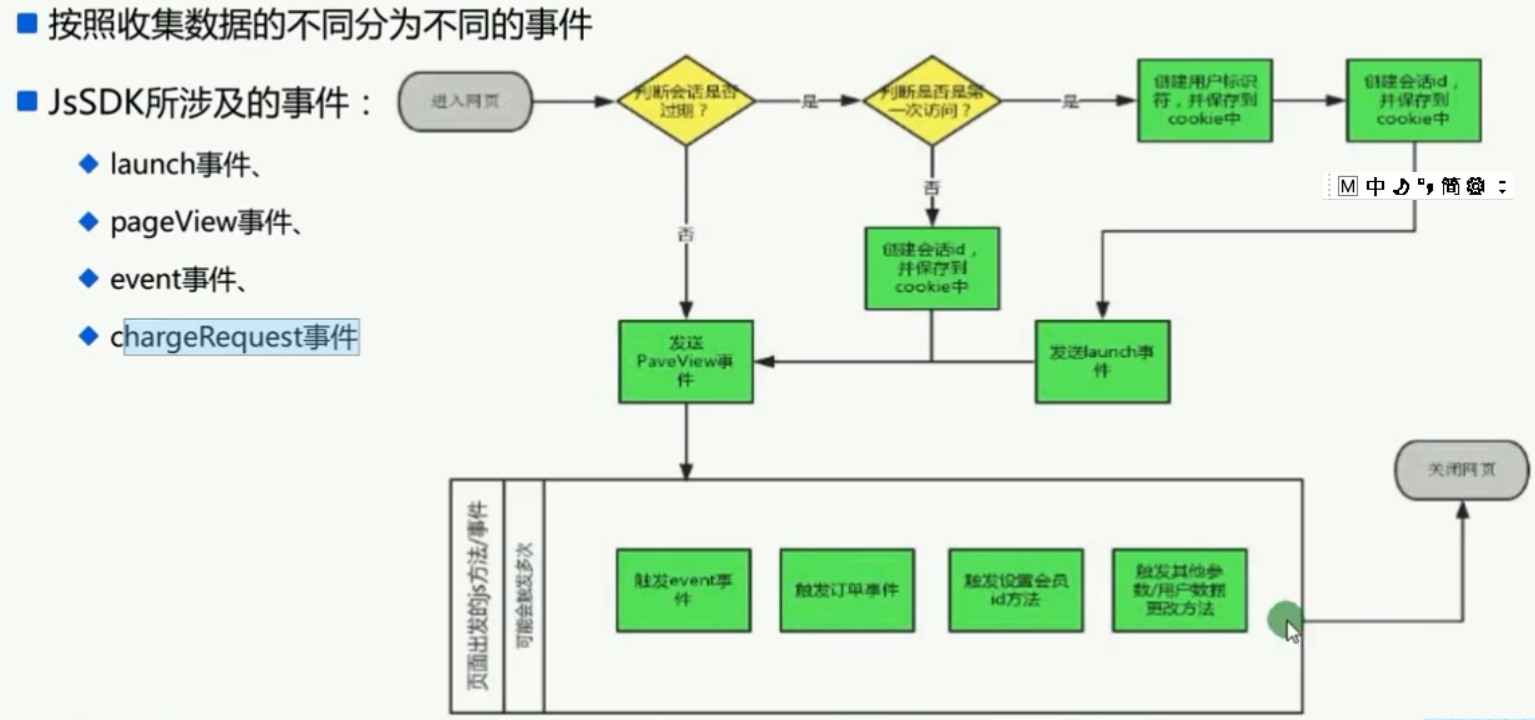 按照收集数据的不同分为不同的事件
JsSDK所涉及的事件：
launch事件、
pageView事件、
event事件、
chargeRequest事件
进入网页
判断会话是否
过期？
是
判断是否是第
一次访问？
是
创建用户标识
符，并保存到
cookie中
创建会话id，
并保存到
cookie中
M 中 简
否
否
创建会话id，
并保存到
cookie中
发送
PaveView事
件
发送launch事
件
关闭网页
页面出发的js方法/事件
可能会触发多次
触发event事
件
触发订单事件
触发设置会员
id方法
触发其他参
数/用户数据
更改方法